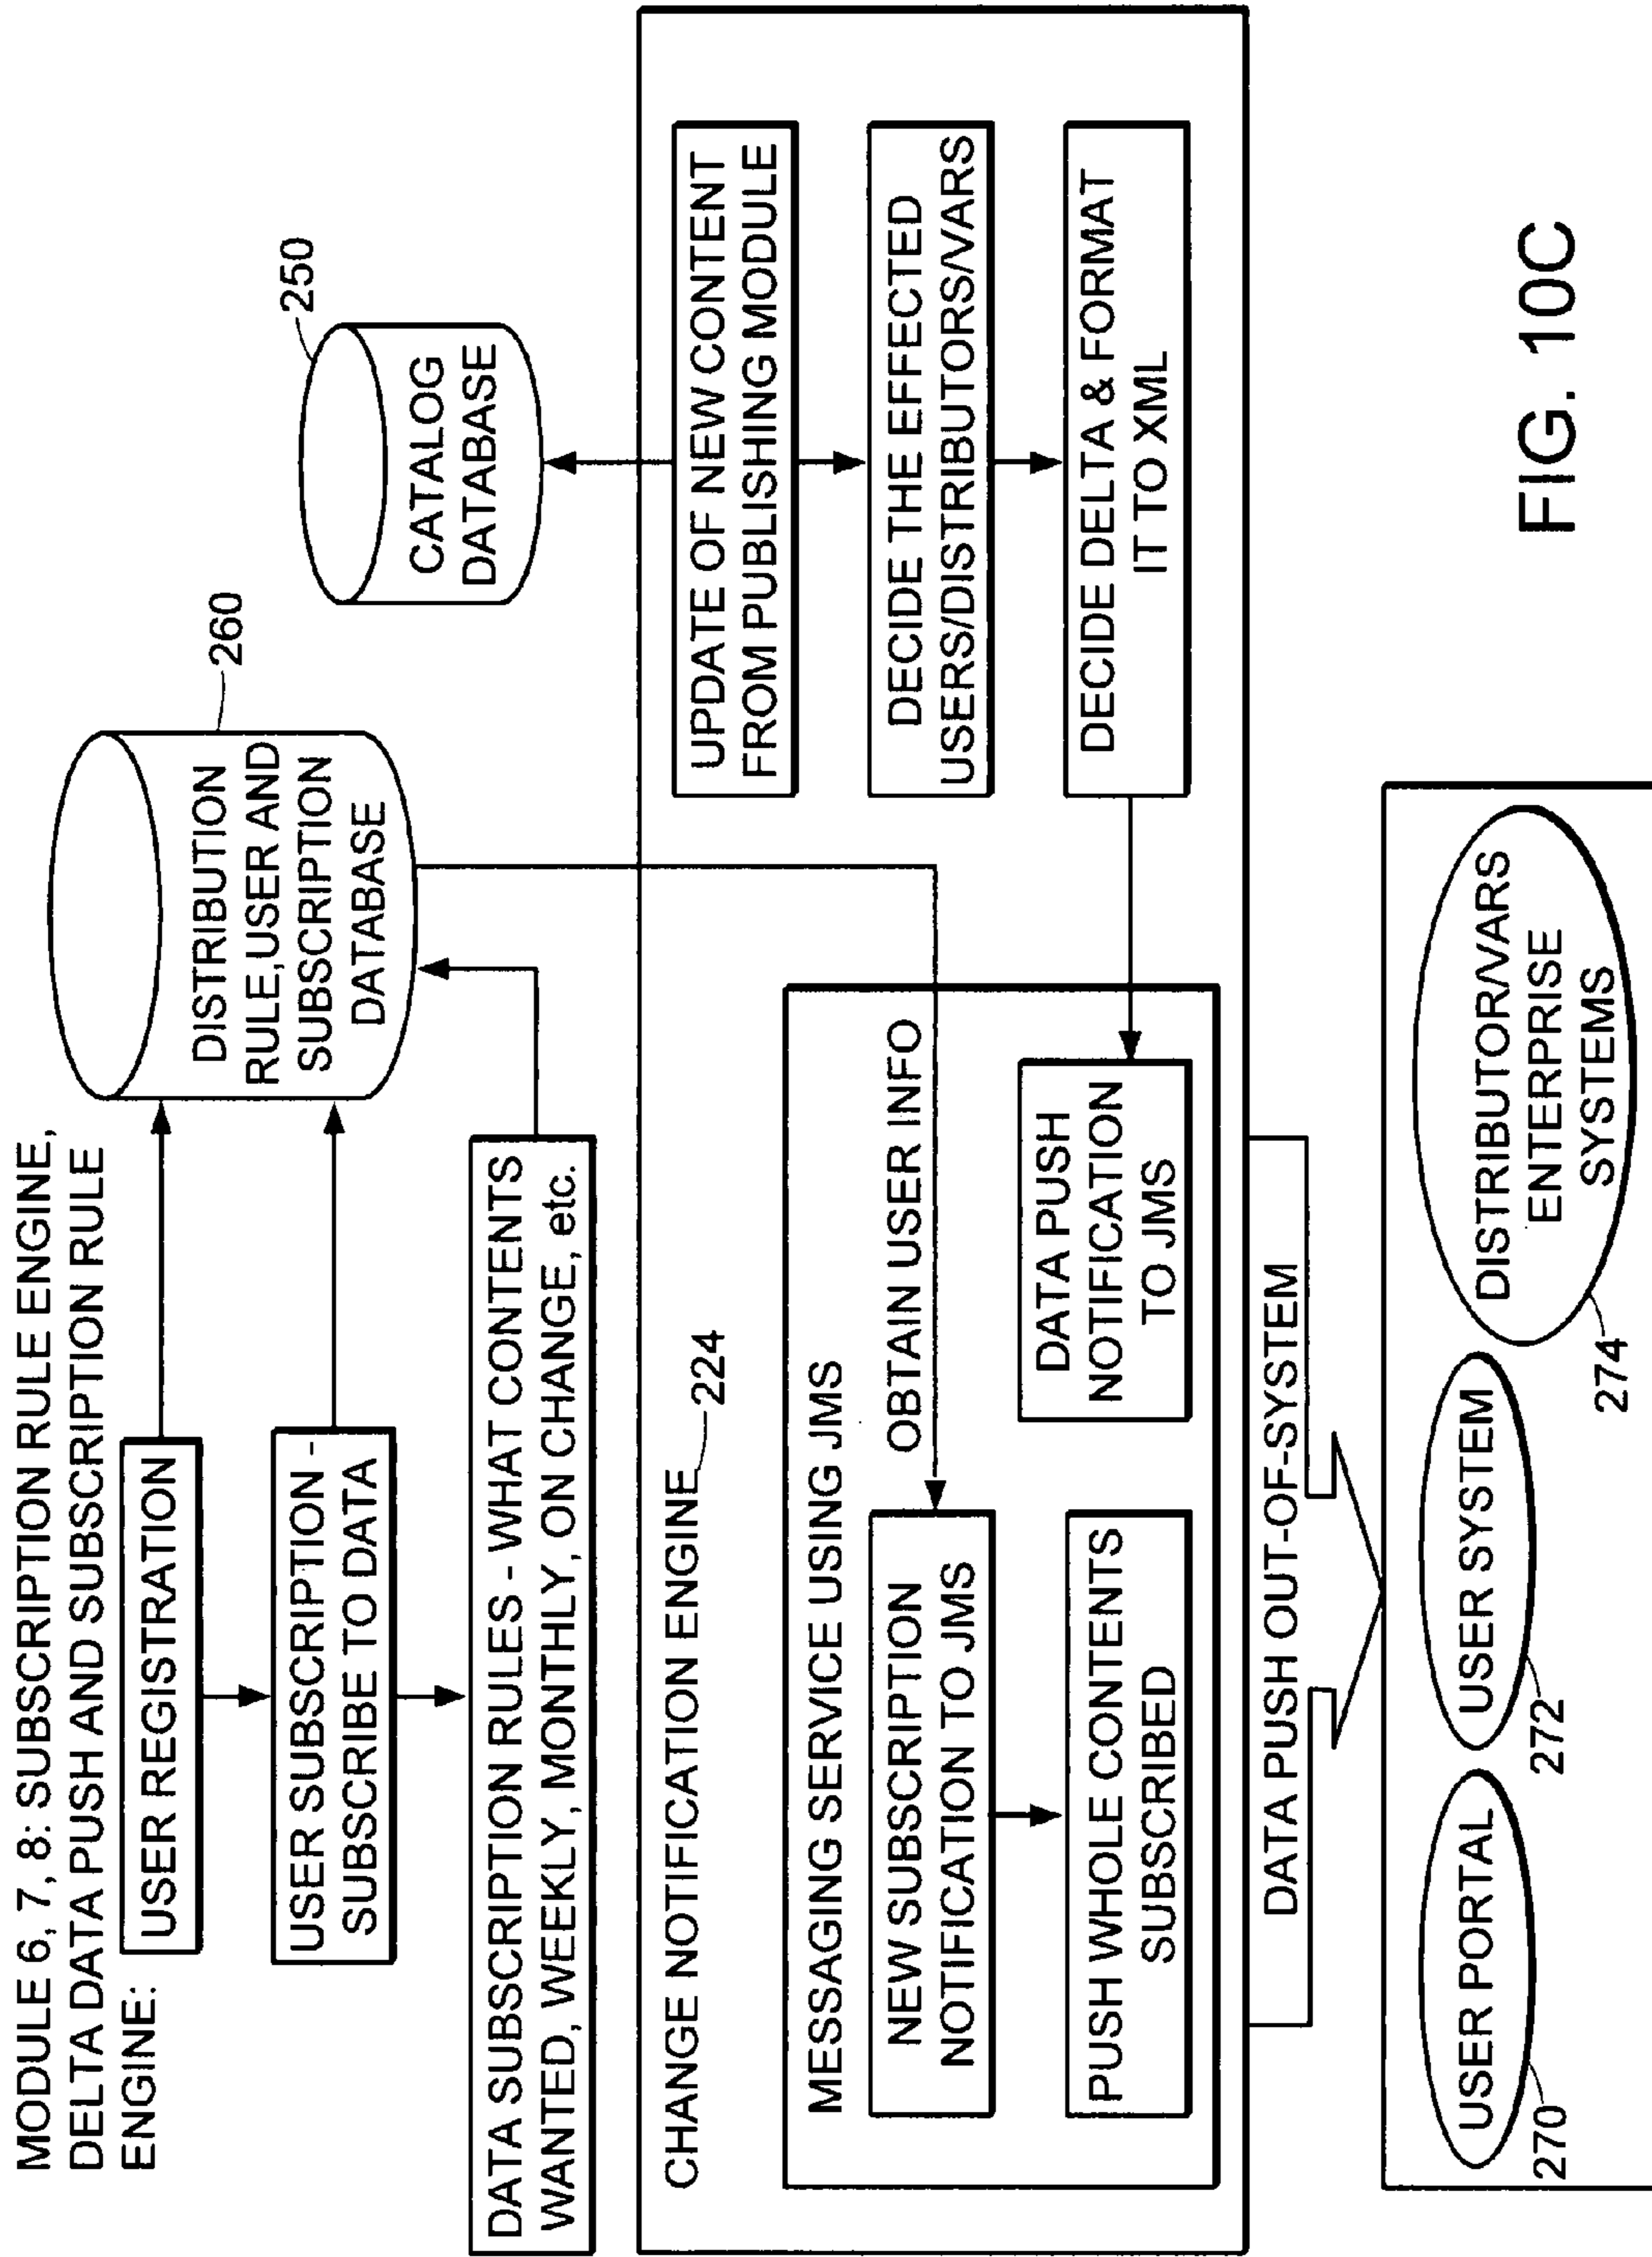 MODULE 6, 7, 8: SUBSCRIPTION RULE ENGINE,
DELTA DATA PUSH AND SUBSCRIPTION RULE
ENGINE:
USER REGISTRATION
USER SUBSCRIPTION -
SUBSCRIBE TO DATA
DATA SUBSCRIPTION RULES - WHAT CONTENTS
WANTED, WEEKLY, MONTHLY, ON CHANGE, etc.
260
DISTRIBUTION
RULE,USER AND
SUBSCRIPTION
DATABASE
250
CATALOG
DATABASE
CHANGE NOTIFICATION ENGINE
224
MESSAGING SERVICE USING JMS
OBTAIN USER INFO
NEW SUBSCRIPTION
NOTIFICATION TO JMS
PUSH WHOLE CONTENTS
SUBSCRIBED
DATA PUSH
NOTIFICATION
TO JMS
UPDATE OF NEW CONTENT
FROM PUBLISHING MODULE
DECIDE THE EFFECTED
USERS/DISTRIBUTORS/VARS
DECIDE DELTA & FORMAT
IT TO XML
DATA PUSH OUT-OF-SYSTEM
USER PORTAL
270
USER SYSTEM
272
DISTRIBUTOR/VARS
ENTERPRISE
SYSTEMS
274
FIG. 10C